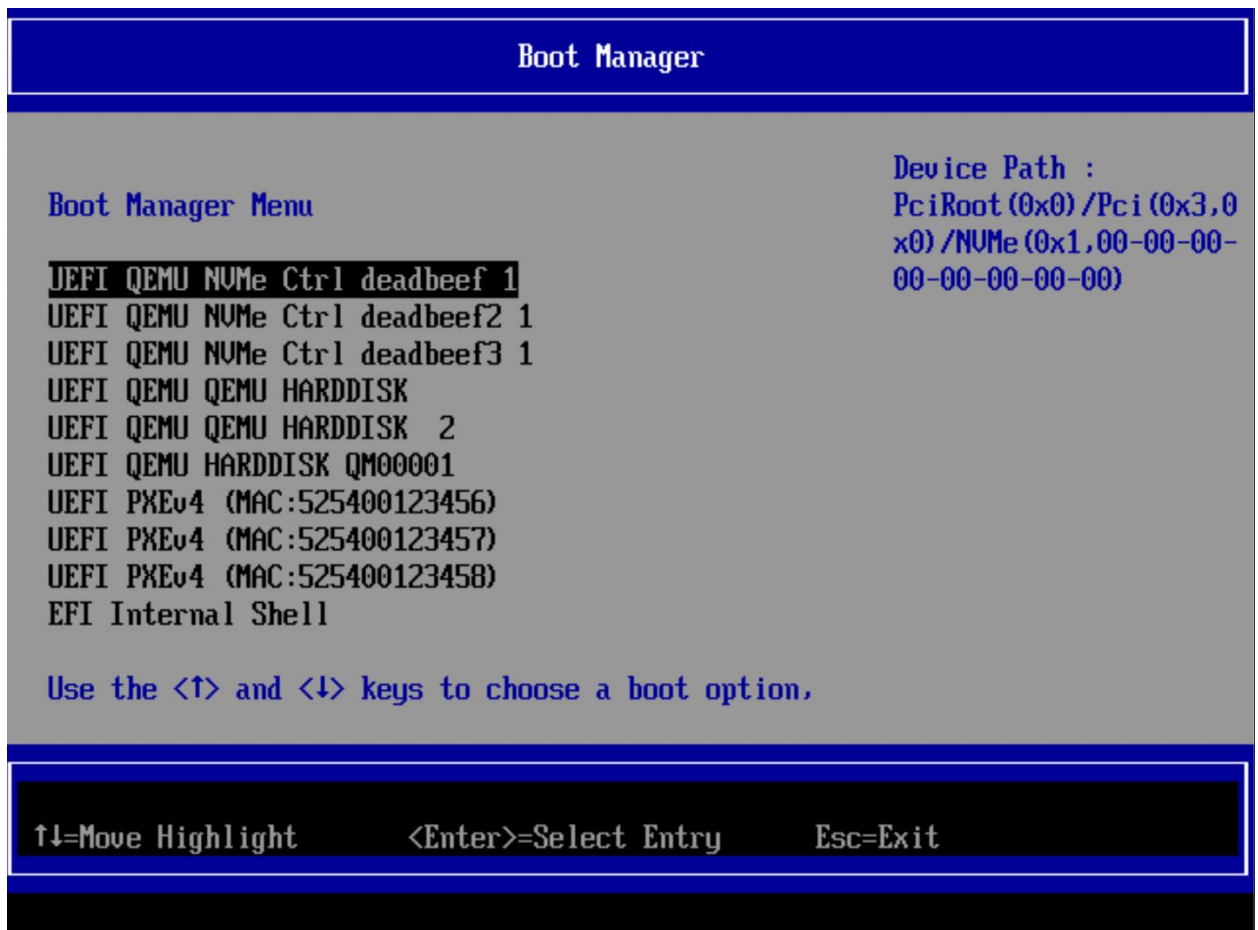 Boot Manager
Boot Manager Menu
UEFI QEMU NVMe Ctrl deadbeef 1
UEFI QEMU NVMe Ctrl deadbeef2 1
UEFI QEMU NVMe Ctrl deadbeef3 1
UEFI QEMU QEMU HARDDISK
UEFI QEMU QEMU HARDDISK  2
UEFI QEMU HARDDISK QM00001
UEFI PXEv4 (MAC:525400123456)
UEFI PXEv4 (MAC:525400123457)
UEFI PXEv4 (MAC:525400123458)
EFI Internal Shell
Use the <↑> and <↓> keys to choose a boot option,
Device Path :
PciRoot(0x0)/Pci(0x3,0
x0)/NVMe(0x1,00-00-00-
00-00-00-00-00)
↑↓=Move Highlight <Enter>=Select Entry Esc=Exit